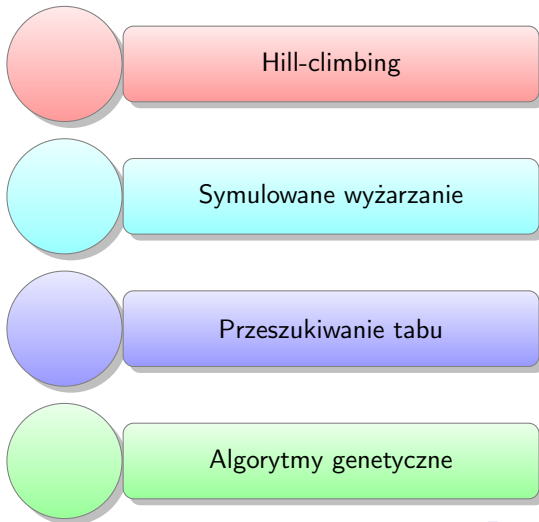 Hill-climbing
Symulowane wyżarzanie
Przeszukiwanie tabu
Algorytmy genetyczne